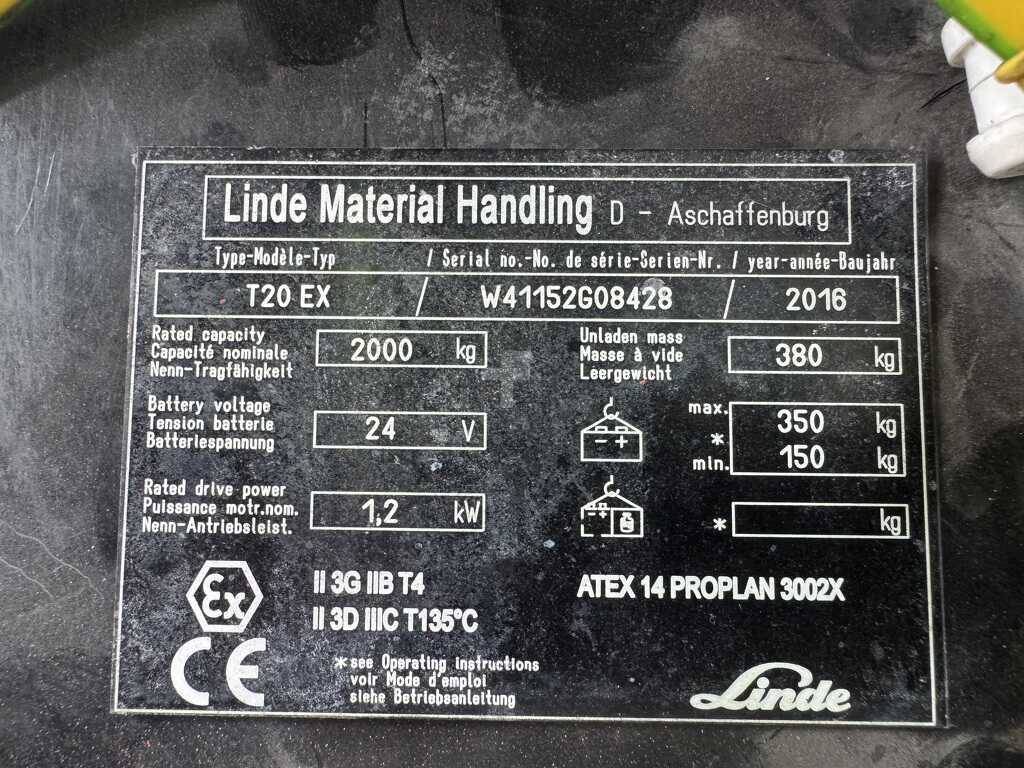 Linde Material Handling D - Aschaffenburg
Type-Modèle-Typ / Serial no.-No. de série-Serien-Nr. / year-année-Baujahr
T20 EX / W41152G08428 / 2016
Rated capacity
Capacité nominale
Nenn-Tragfähigkeit
2000 kg
Unladen mass
Masse à vide
Leergewicht
380 kg
Battery voltage
Tension batterie
Batteriespannung
24 V
max. 350 kg
*
min. 150 kg
Rated drive power
Puissance motr.nom.
Nenn-Antriebsleist.
1,2 kW
* kg
Ex
II 3G IIB T4
II 3D IIIC T135°C
ATEX 14 PROPLAN 3002X
CE
* see Operating instructions
voir Mode d'emploi
siehe Betriebsanleitung
Linde